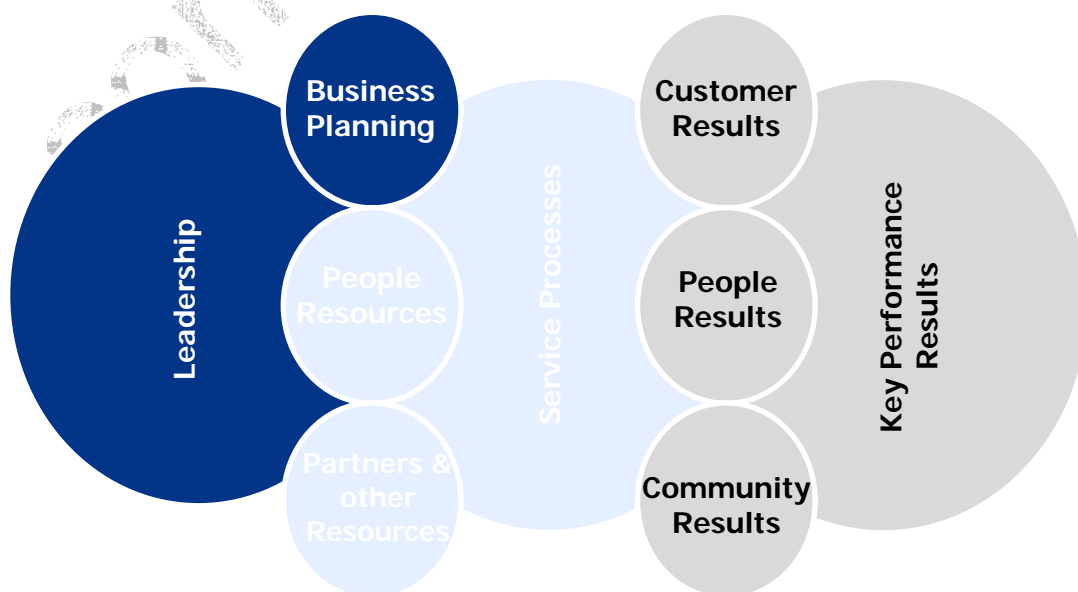 Business
Planning
Customer
Results
Leadership
People
Resources
Service Processes
People
Results
Key Performance
Results
Partners &
other
Resources
Community
Results